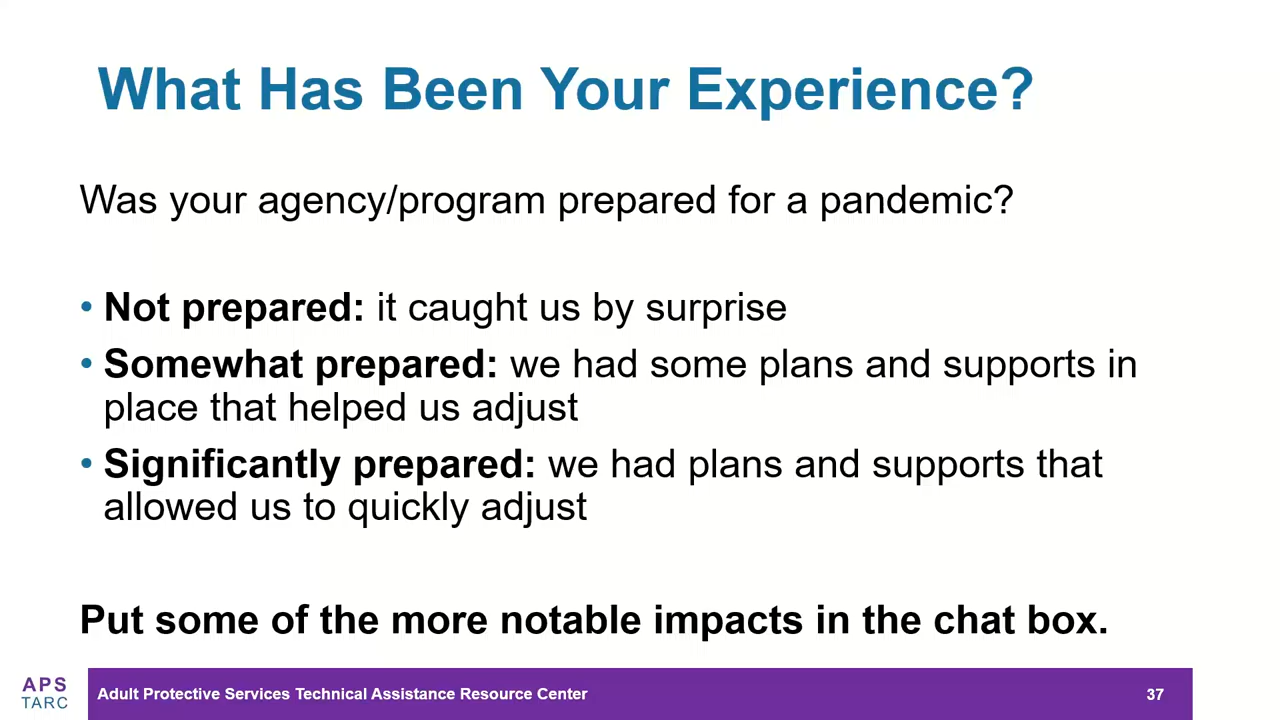 What Has Been Your Experience?
Was your agency/program prepared for a pandemic?
• Not prepared: it caught us by surprise
• Somewhat prepared: we had some plans and supports in
place that helped us adjust
• Significantly prepared: we had plans and supports that
allowed us to quickly adjust
Put some of the more notable impacts in the chat box.
APS
TARC
Adult Protective Services Technical Assistance Resource Center
37